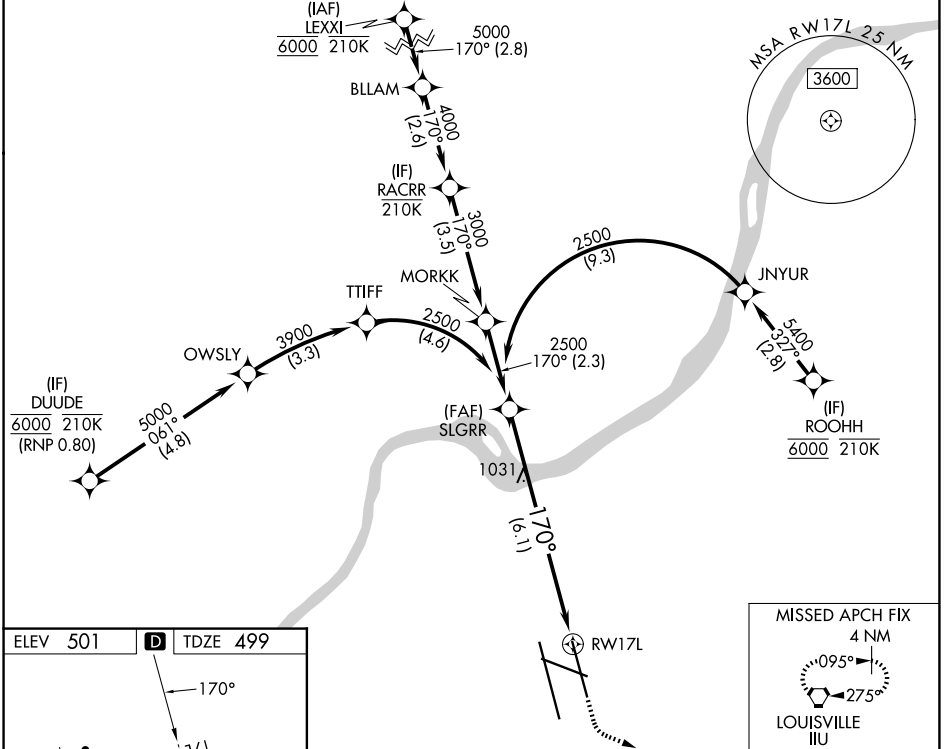 (IAF)
LEXXI
6000 210K
5000
170° (2.8)
BLLAM
4000
170°
(2.6)
(IF)
RACRR
210K
3000
170°
(3.5)
MORKK
MSA RW17L 25 NM
3600
2500
(9.3)
JNYUR
5400
327°
(2.8)
(IF)
ROOHH
6000 210K
TTIFF
2500
(4.6)
OWSLY
3900
(3.3)
(IF)
DUUDE
6000 210K
(RNP 0.80)
5000
061°
(4.8)
2500
170° (2.3)
(FAF)
SLGRR
1031
170°
(6.1)
RW17L
ELEV 501 D TDZE 499
170°
MISSED APCH FIX
4 NM
095°
275°
LOUISVILLE
IIU